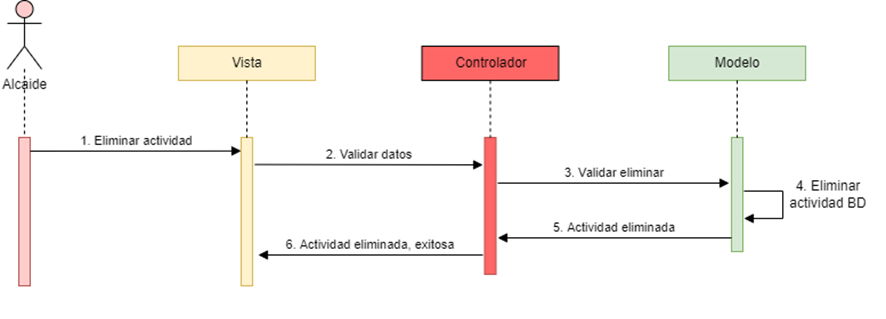 Alcaide
Vista
Controlador
Modelo
1. Eliminar actividad
2. Validar datos
3. Validar eliminar
4. Eliminar
actividad BD
5. Actividad eliminada
6. Actividad eliminada, exitosa